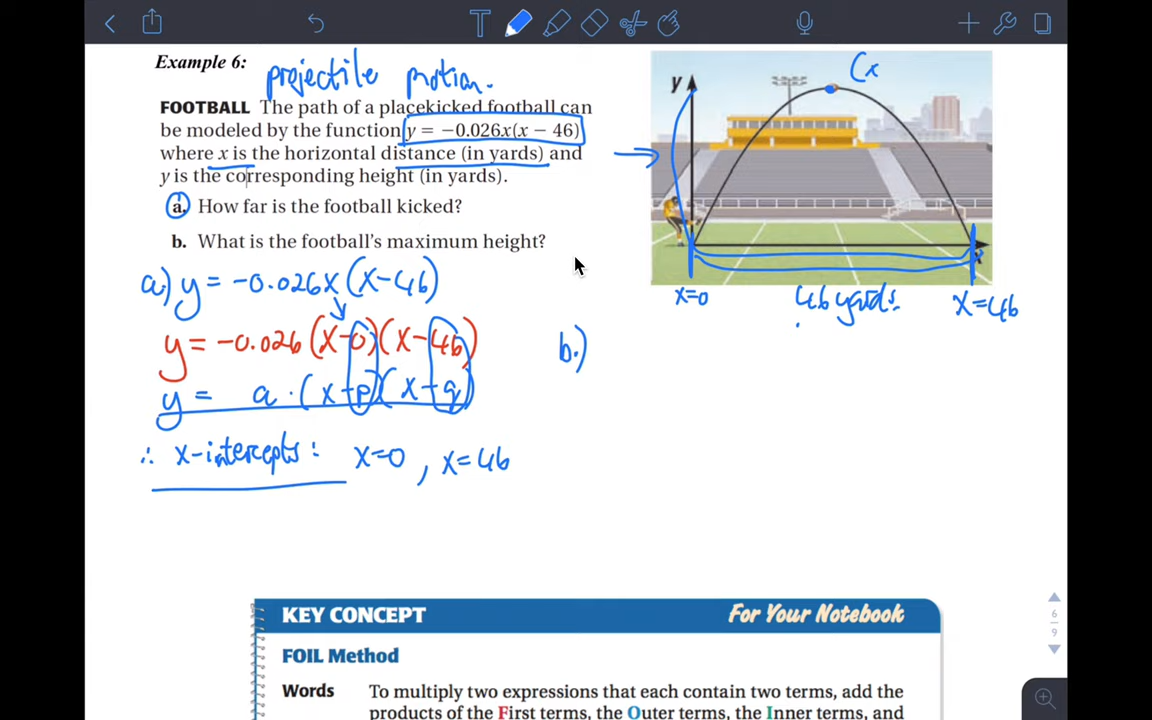 Example 6:
projectile motion.
FOOTBALL The path of a placekicked football can
be modeled by the function y = −0.026x(x − 46)
where x is the horizontal distance (in yards) and
y is the corresponding height (in yards).
a. How far is the football kicked?
b. What is the football's maximum height?
y
(x
x
x=0
46 yards.
x=46
a.) y = -0.026x(x-46)
y = -0.026(x-0)(x-46)
y = a·(x-p)(x-q)
∴ x-intercepts: x=0, x=46
b.)
KEY CONCEPT
For Your Notebook
FOIL Method
Words To multiply two expressions that each contain two terms, add the
products of the First terms, the Outer terms, the Inner terms, and
6
9